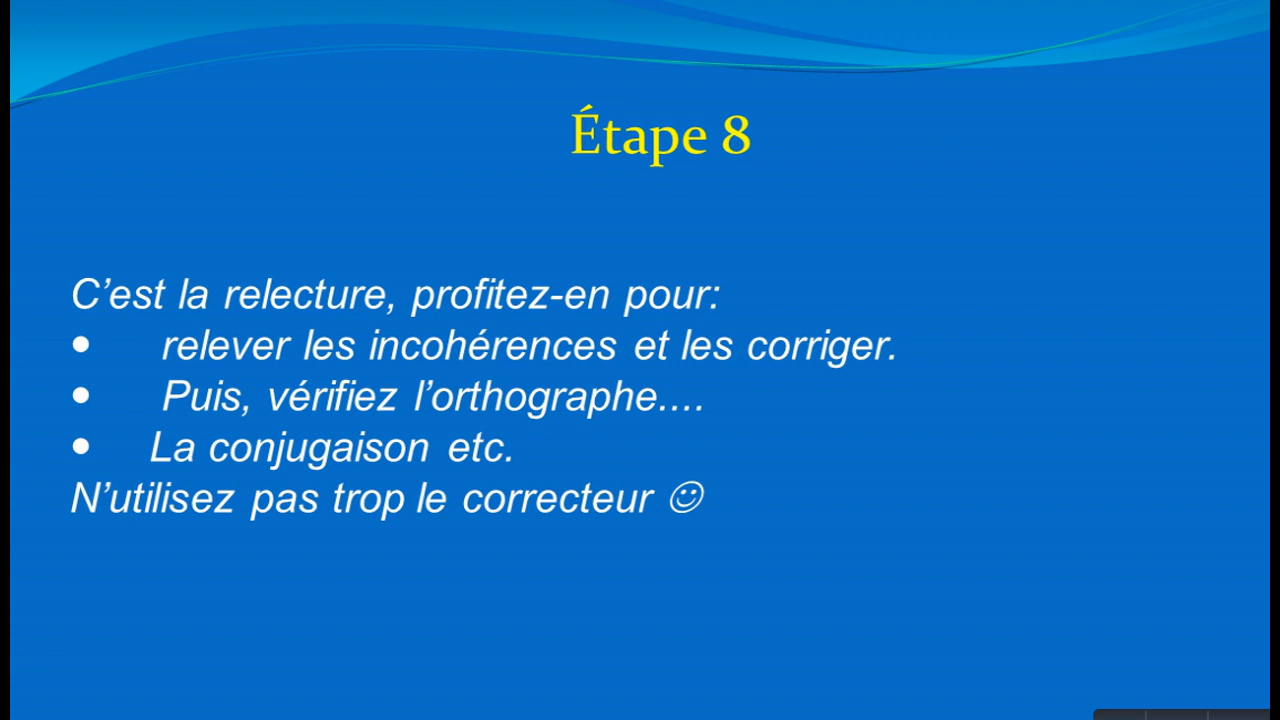 Étape 8
C’est la relecture, profitez-en pour:
● relever les incohérences et les corriger.
● Puis, vérifiez l’orthographe....
● La conjugaison etc.
N’utilisez pas trop le correcteur ☺